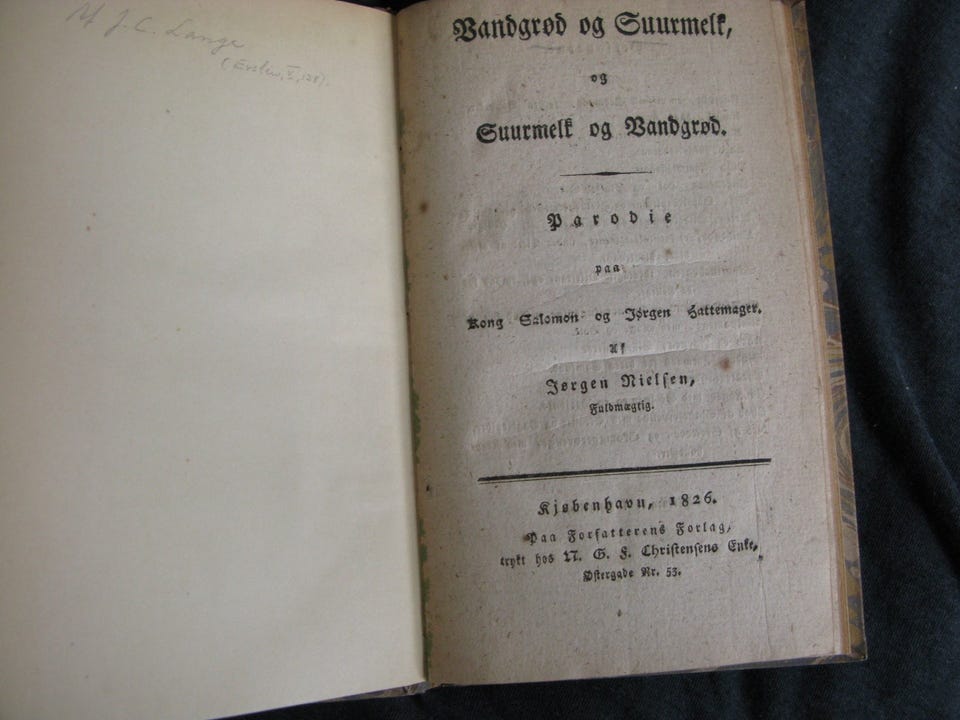 Af J. C. Lange
(Erslew, II, 128).
Vandgrød og Suurmelk,
og
Suurmelk og Vandgrød.
Parodie
paa
Kong Salomon og Jørgen Hattemager.
Af
Jørgen Nielsen,
Fuldmægtig.
Kjøbenhavn, 1826.
Paa Forfatterens Forlag,
trykt hos N. G. F. Christensens Enke,
Østergade Nr. 53.